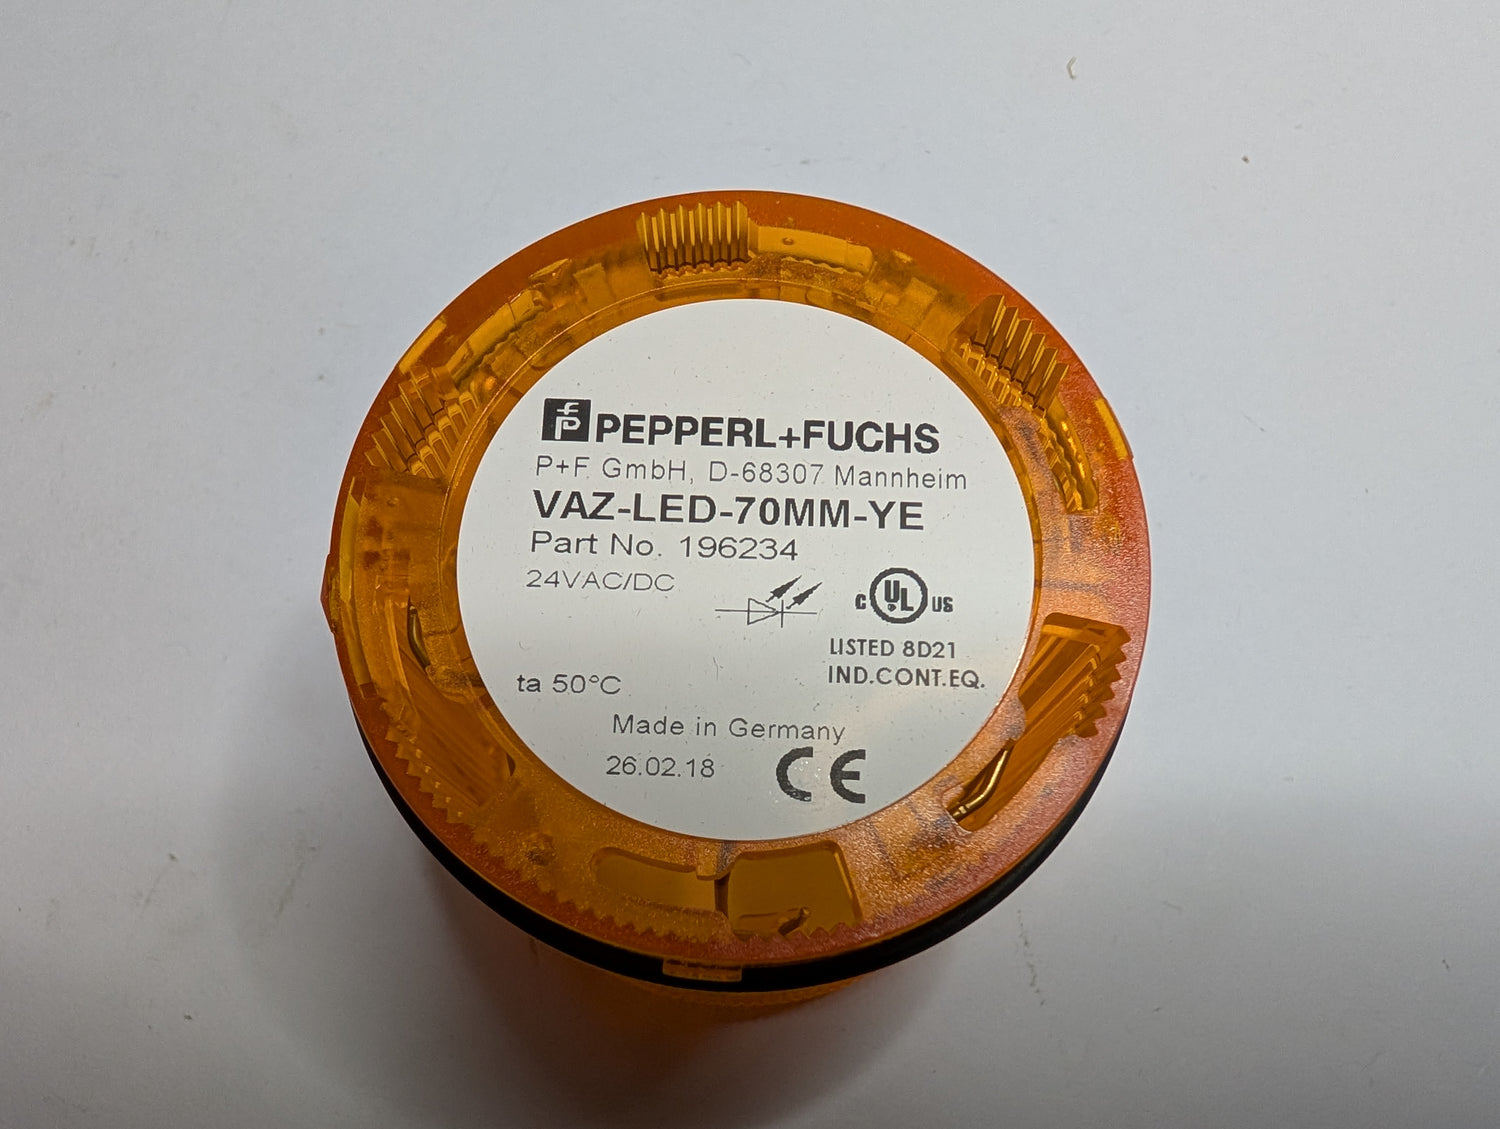 PEPPERL+FUCHS
P+F GmbH, D-68307 Mannheim
VAZ-LED-70MM-YE
Part No. 196234
24VAC/DC
C UL US
LISTED 8D21
IND.CONT.EQ.
ta 50°C
Made in Germany
26.02.18
CE